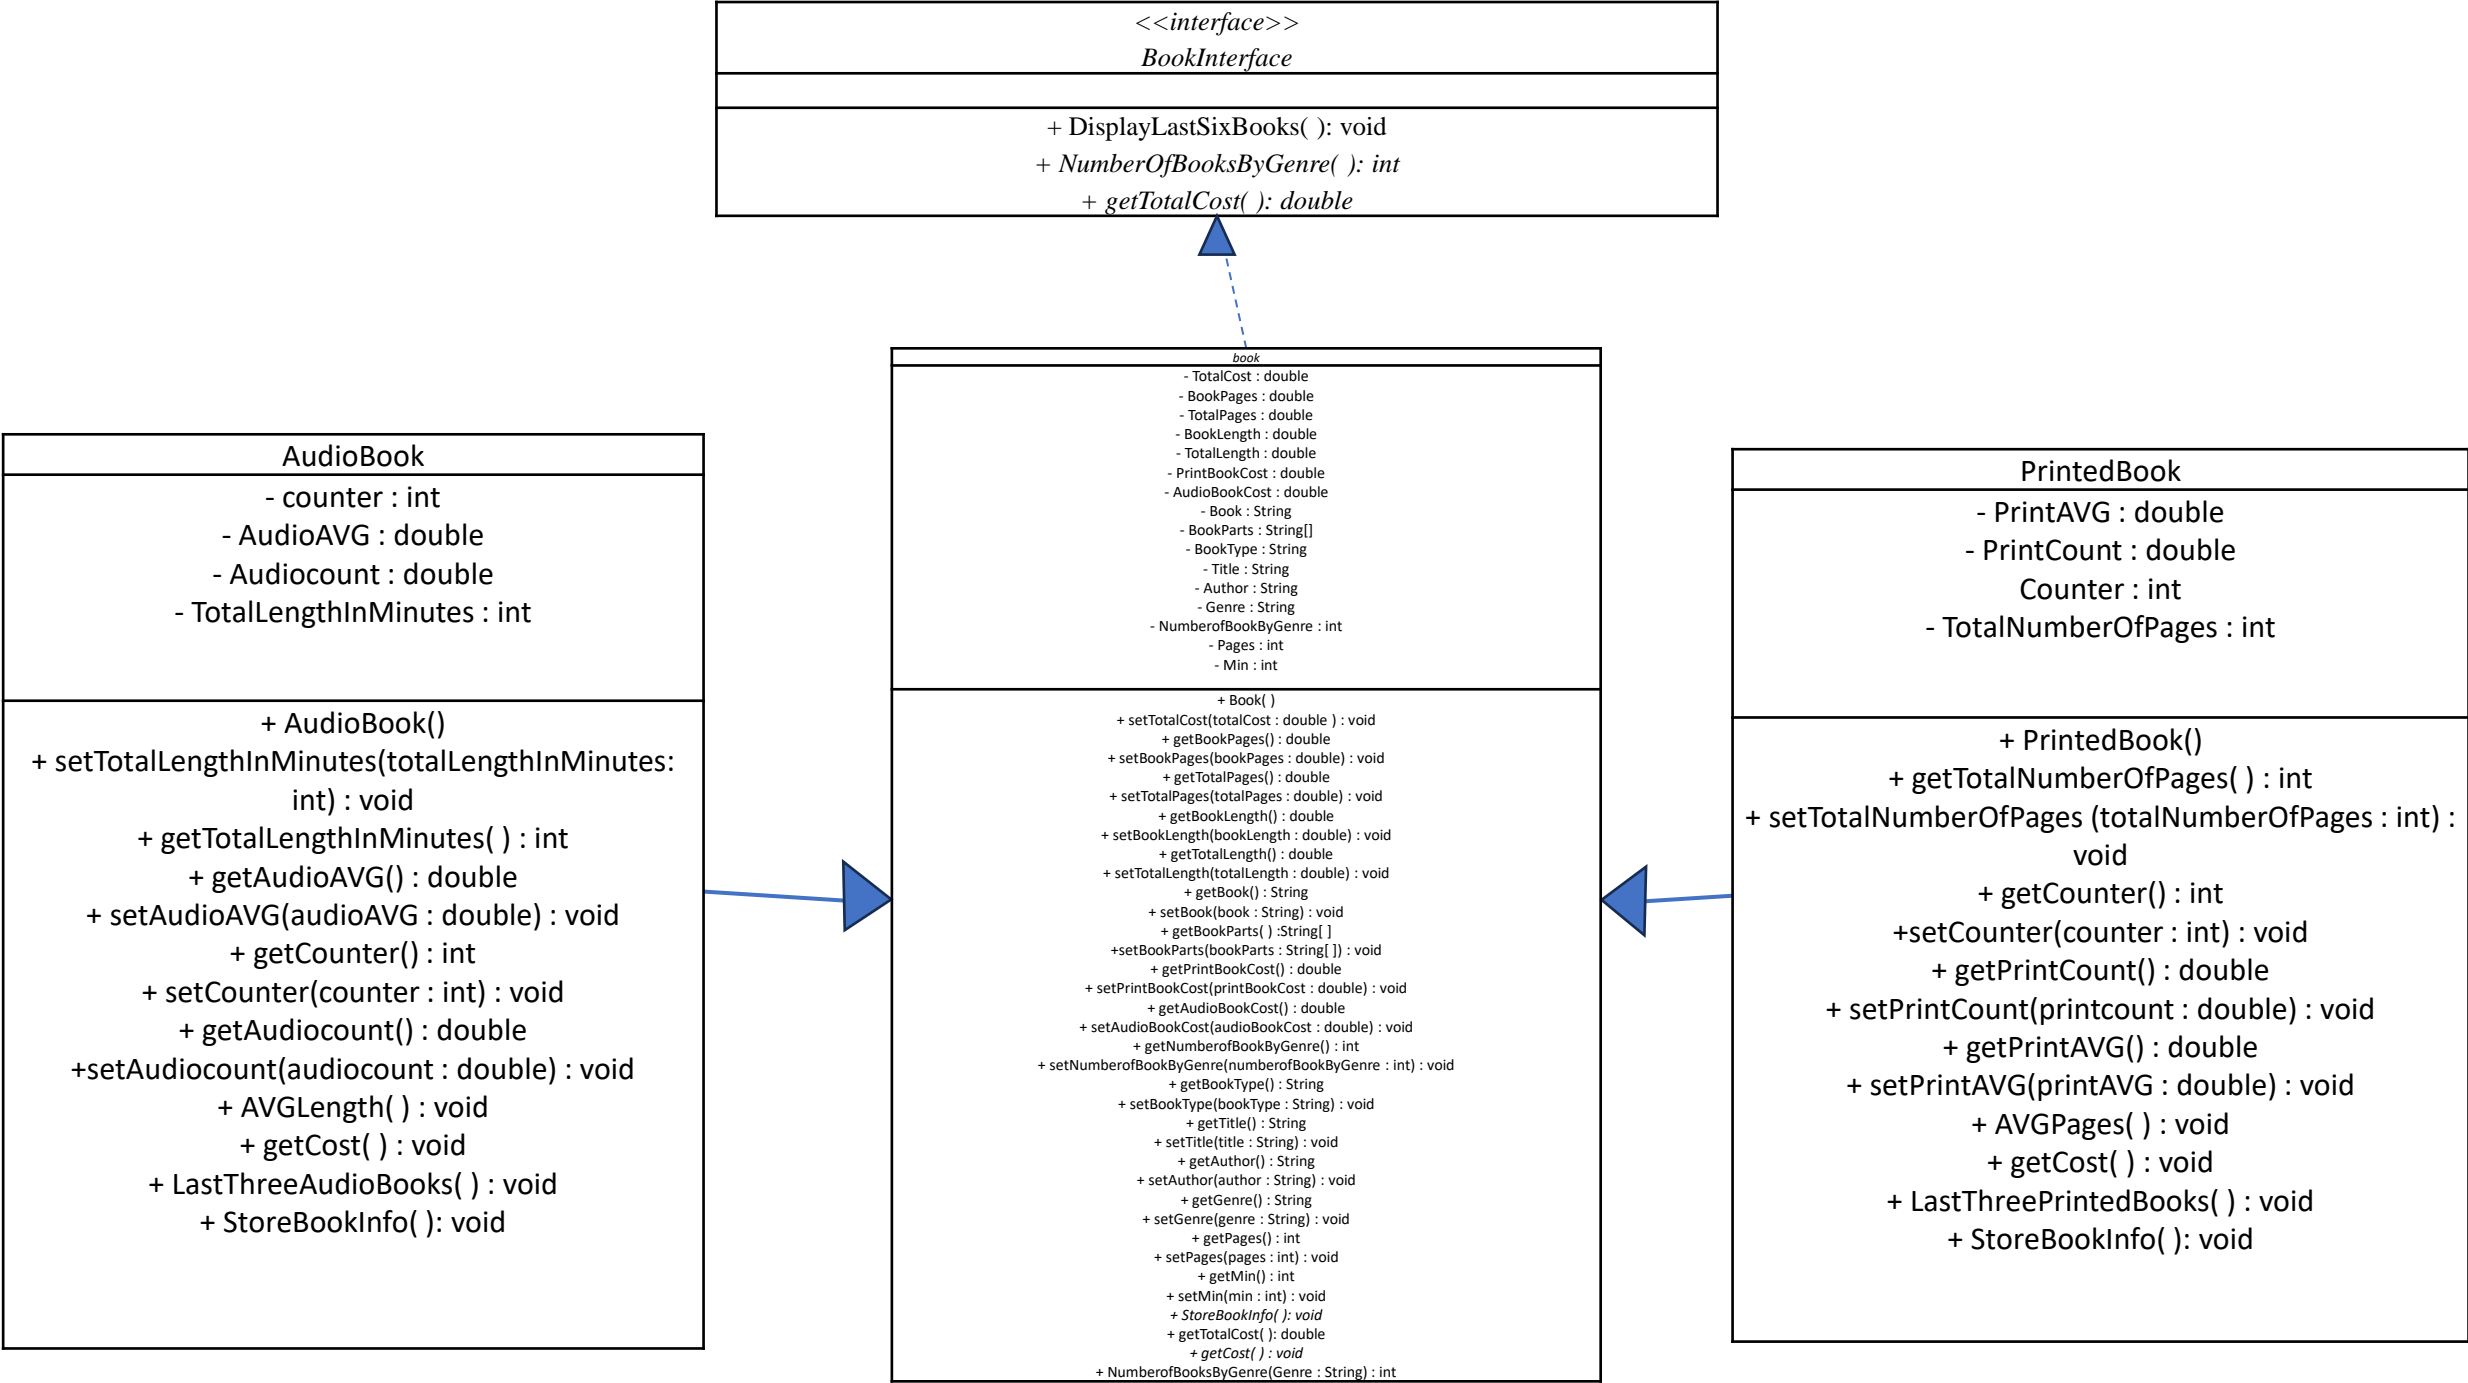 <<interface>>
BookInterface
+ DisplayLastSixBooks( ): void
+ NumberOfBooksByGenre( ): int
+ getTotalCost( ): double
AudioBook
- counter : int
- AudioAVG : double
- Audiocount : double
- TotalLengthInMinutes : int
+ AudioBook()
+ setTotalLengthInMinutes(totalLengthInMinutes:
int) : void
+ getTotalLengthInMinutes( ) : int
+ getAudioAVG() : double
+ setAudioAVG(audioAVG : double) : void
+ getCounter() : int
+ setCounter(counter : int) : void
+ getAudiocount() : double
+setAudiocount(audiocount : double) : void
+ AVGLength( ) : void
+ getCost( ) : void
+ LastThreeAudioBooks( ) : void
+ StoreBookInfo( ): void
book
- TotalCost : double
- BookPages : double
- TotalPages : double
- BookLength : double
- TotalLength : double
- PrintBookCost : double
- AudioBookCost : double
- Book : String
- BookParts : String[]
- BookType : String
- Title : String
- Author : String
- Genre : String
- NumberofBookByGenre : int
- Pages : int
- Min : int
+ Book( )
+ setTotalCost(totalCost : double ) : void
+ getBookPages() : double
+ setBookPages(bookPages : double) : void
+ getTotalPages() : double
+ setTotalPages(totalPages : double) : void
+ getBookLength() : double
+ setBookLength(bookLength : double) : void
+ getTotalLength() : double
+ setTotalLength(totalLength : double) : void
+ getBook() : String
+ setBook(book : String) : void
+ getBookParts( ) :String[ ]
+setBookParts(bookParts : String[ ]) : void
+ getPrintBookCost() : double
+ setPrintBookCost(printBookCost : double) : void
+ getAudioBookCost() : double
+ setAudioBookCost(audioBookCost : double) : void
+ getNumberofBookByGenre() : int
+ setNumberofBookByGenre(numberofBookByGenre : int) : void
+ getBookType() : String
+ setBookType(bookType : String) : void
+ getTitle() : String
+ setTitle(title : String) : void
+ getAuthor() : String
+ setAuthor(author : String) : void
+ getGenre() : String
+ setGenre(genre : String) : void
+ getPages() : int
+ setPages(pages : int) : void
+ getMin() : int
+ setMin(min : int) : void
+ StoreBookInfo( ): void
+ getTotalCost( ): double
+ getCost( ) : void
+ NumberofBooksByGenre(Genre : String) : int
PrintedBook
- PrintAVG : double
- PrintCount : double
Counter : int
- TotalNumberOfPages : int
+ PrintedBook()
+ getTotalNumberOfPages( ) : int
+ setTotalNumberOfPages (totalNumberOfPages : int) :
void
+ getCounter() : int
+setCounter(counter : int) : void
+ getPrintCount() : double
+ setPrintCount(printcount : double) : void
+ getPrintAVG() : double
+ setPrintAVG(printAVG : double) : void
+ AVGPages( ) : void
+ getCost( ) : void
+ LastThreePrintedBooks( ) : void
+ StoreBookInfo( ): void